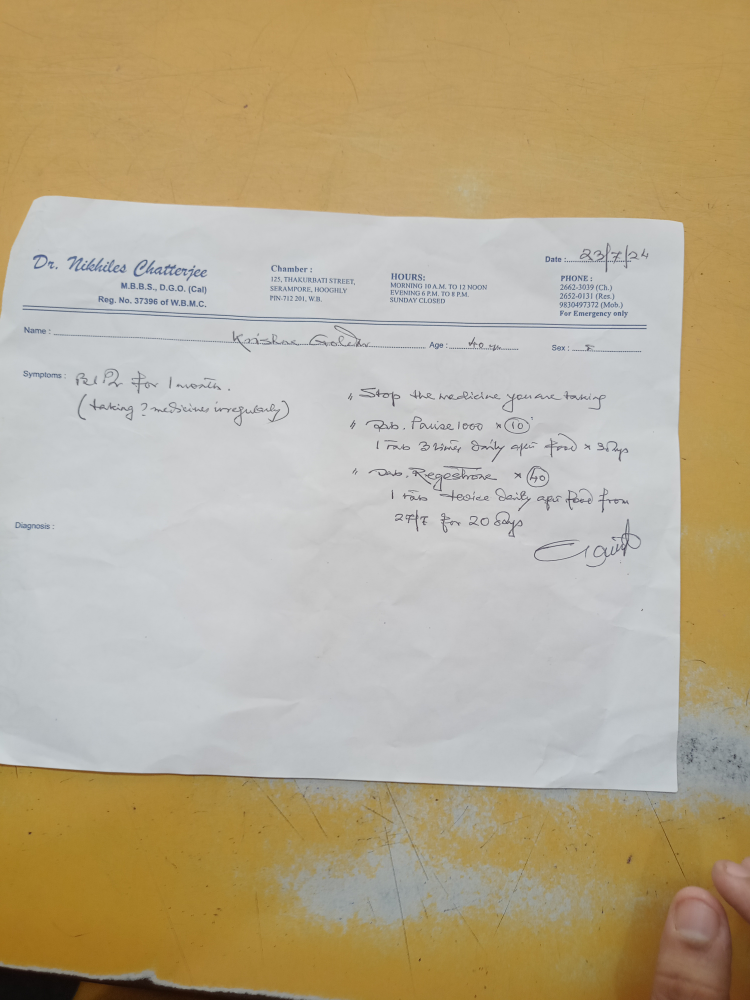 Date : 23/7/24
Dr. Nikhiles Chatterjee
M.B.B.S., D.G.O. (Cal)
Reg. No. 37396 of W.B.M.C.
Chamber :
125, THAKURBATI STREET,
SERAMPORE, HOOGHLY
PIN-712 201, W.B.
HOURS:
MORNING 10 A.M. TO 12 NOON
EVENING 6 P.M. TO 8 P.M.
SUNDAY CLOSED
PHONE :
2662-3039 (Ch.)
2652-0131 (Res.)
9830497372 (Mob.)
For Emergency only
Name : Krishna Age : 40 Sex : F
Symptoms : for 1 month.
(taking ? medicines irregularly)
Stop the medicine you are taking
Tab. Pause 1000 × 10
1 Tab 3 times daily after food × 3 days
Tab. Regestrone × 40
1 Tab twice daily after food from
27/7 for 20 days
Diagnosis :